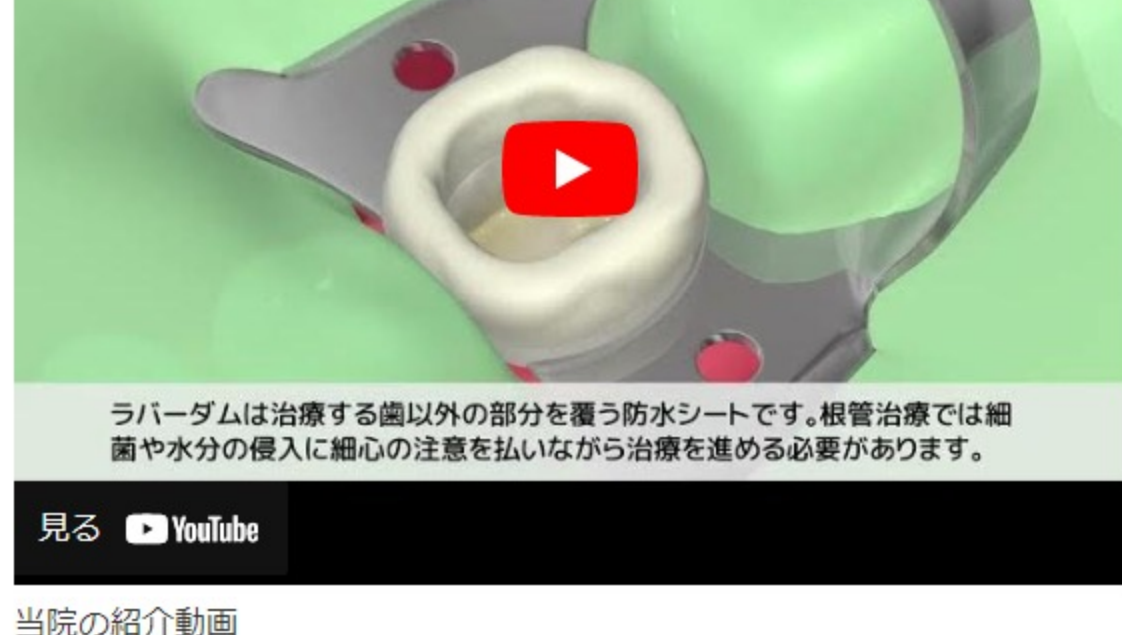 ラバーダムは治療する歯以外の部分を覆う防水シートです。根管治療では細
菌や水分の侵入に細心の注意を払いながら治療を進める必要があります。
見る YouTube
当院の紹介動画